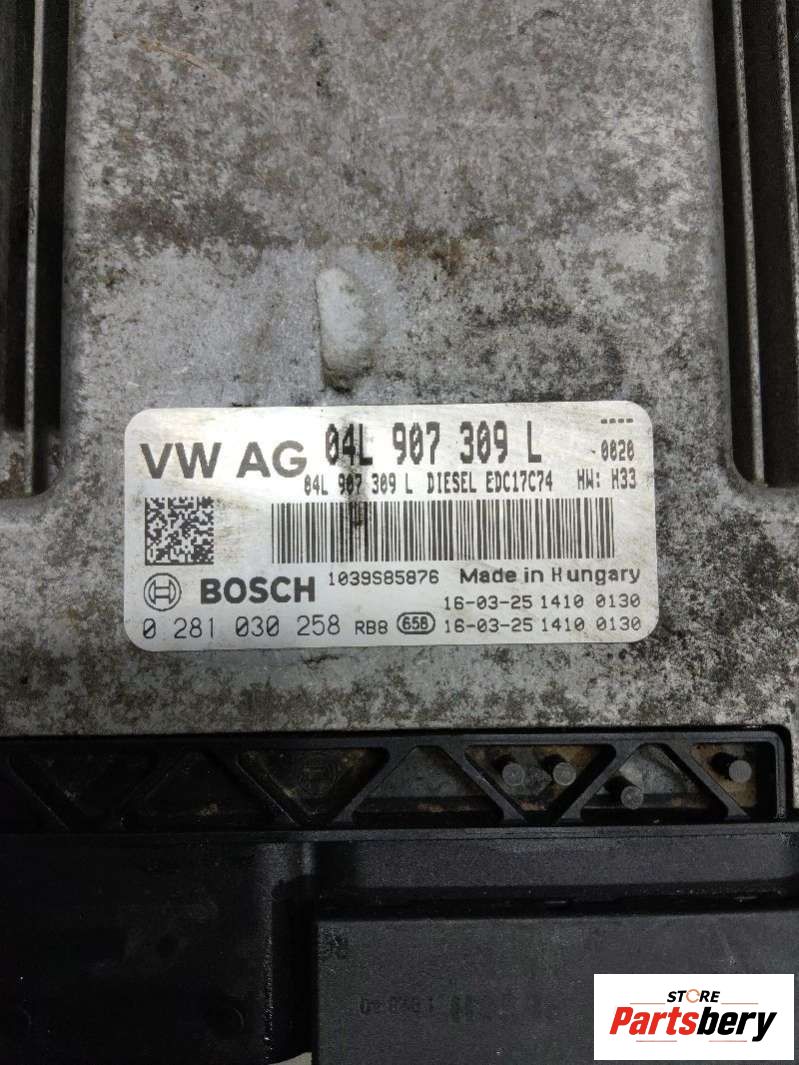 VW AG 04L 907 309 L -0020
04L 907 309 L DIESEL EDC17C74 HW: H33
1039S85876 Made in Hungary
BOSCH 16-03-25 1410 0130
0 281 030 258 RB8 658 16-03-25 1410 0130
STORE
Partsbery